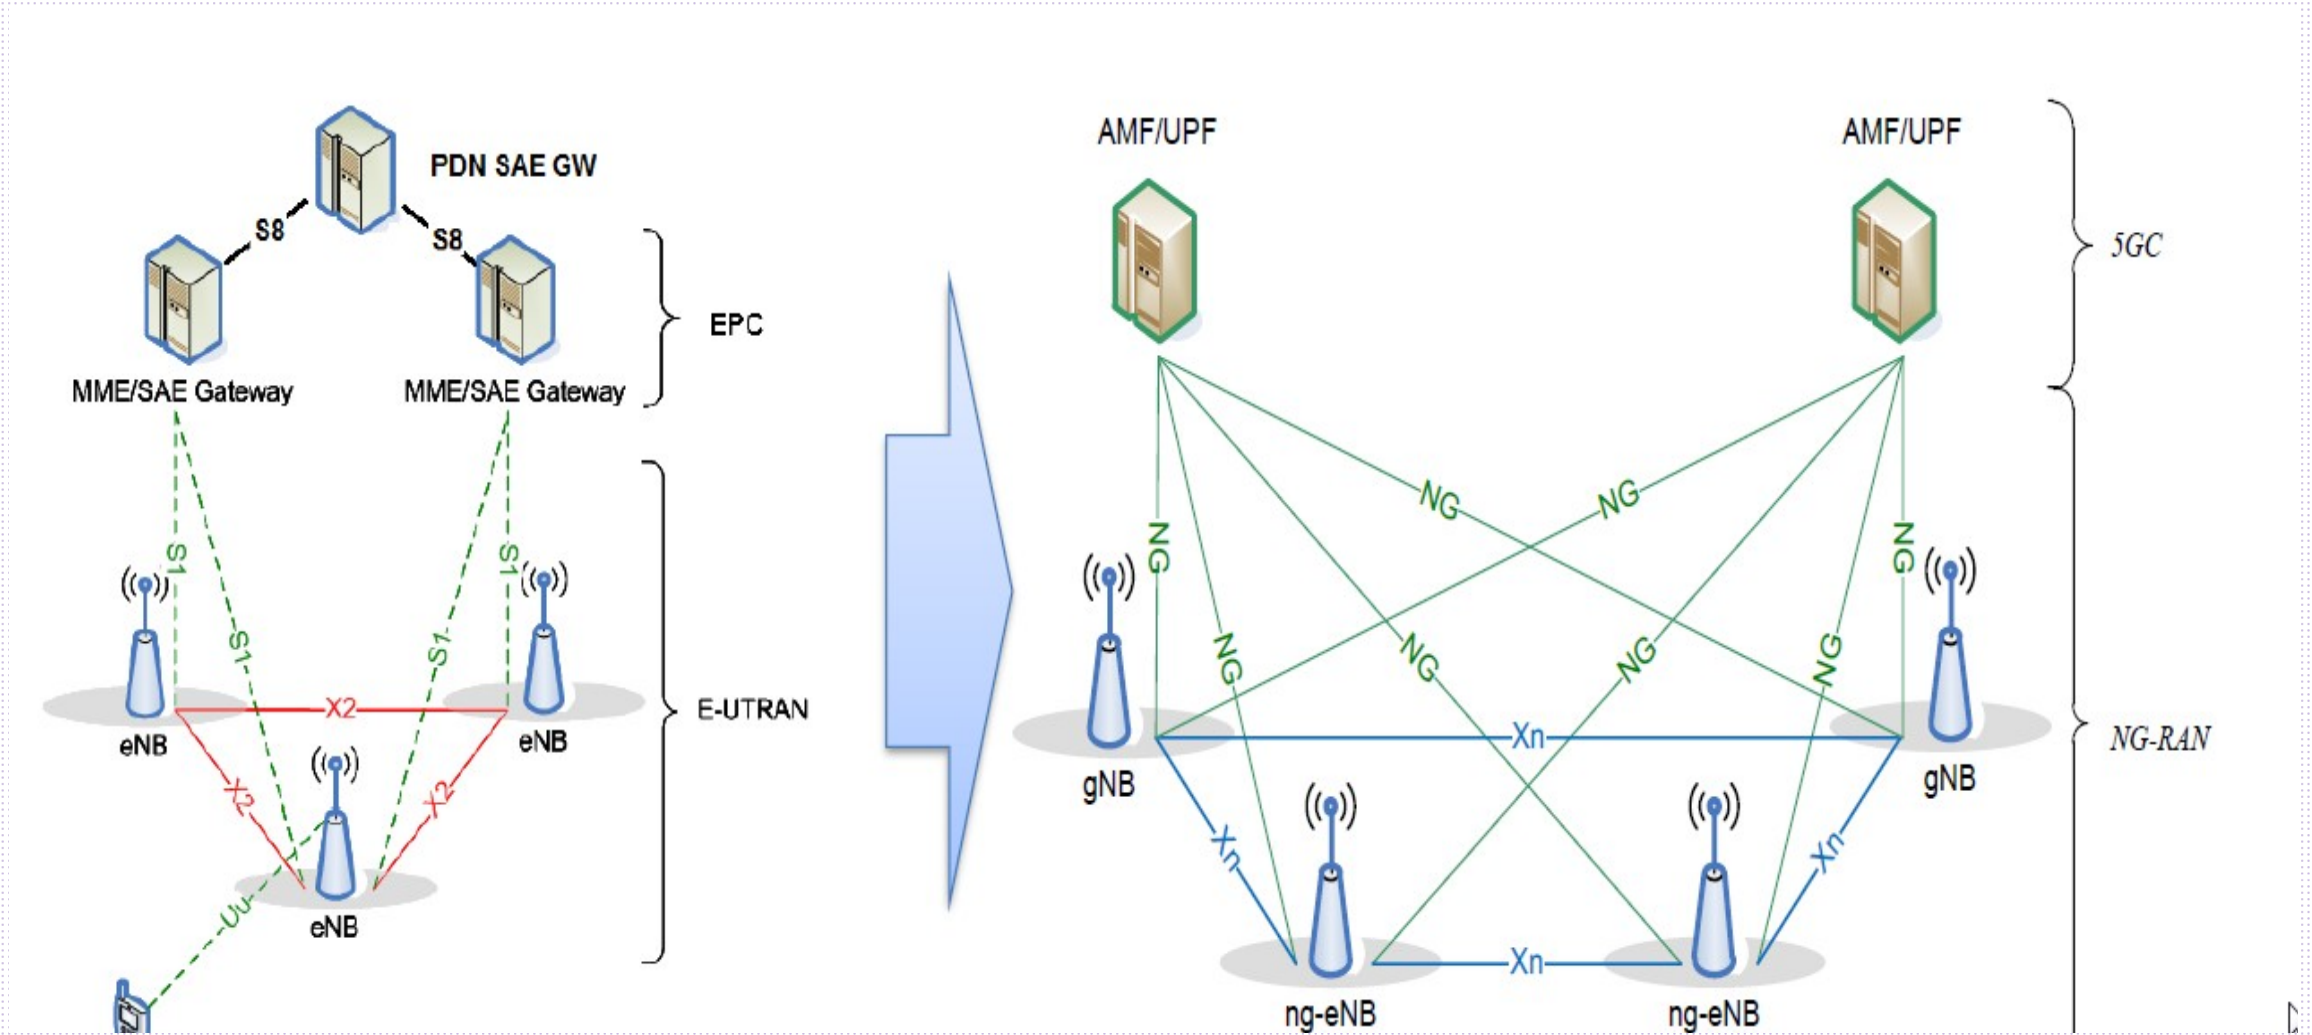 PDN SAE GW
S8
S8
MME/SAE Gateway
MME/SAE Gateway
EPC
S1
S1
S1
S1
X2
eNB
eNB
E-UTRAN
X2
X2
Uu
eNB
AMF/UPF
AMF/UPF
5GC
NG
NG
NG
NG
NG
NG
NG
NG
Xn
gNB
gNB
NG-RAN
Xn
Xn
Xn
ng-eNB
ng-eNB